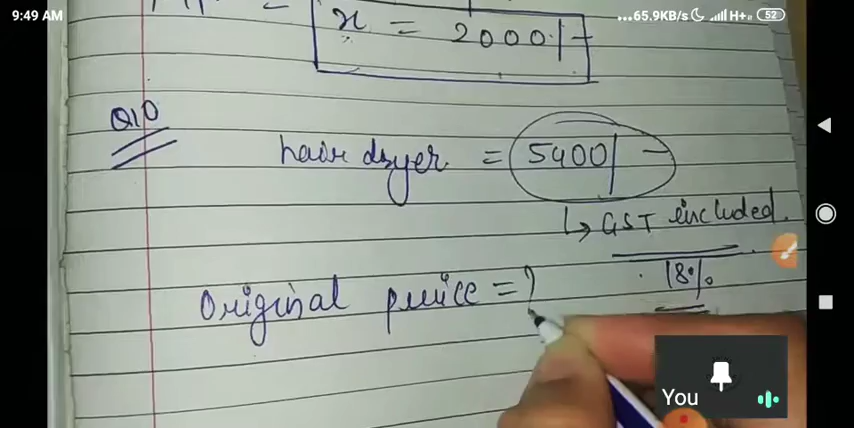 9:49 AM
...65.9KB/s H+ 52
x = 2000/-
Q10
hair dryer = 5400/-
↳ GST included.
18%
Original price = ?
You